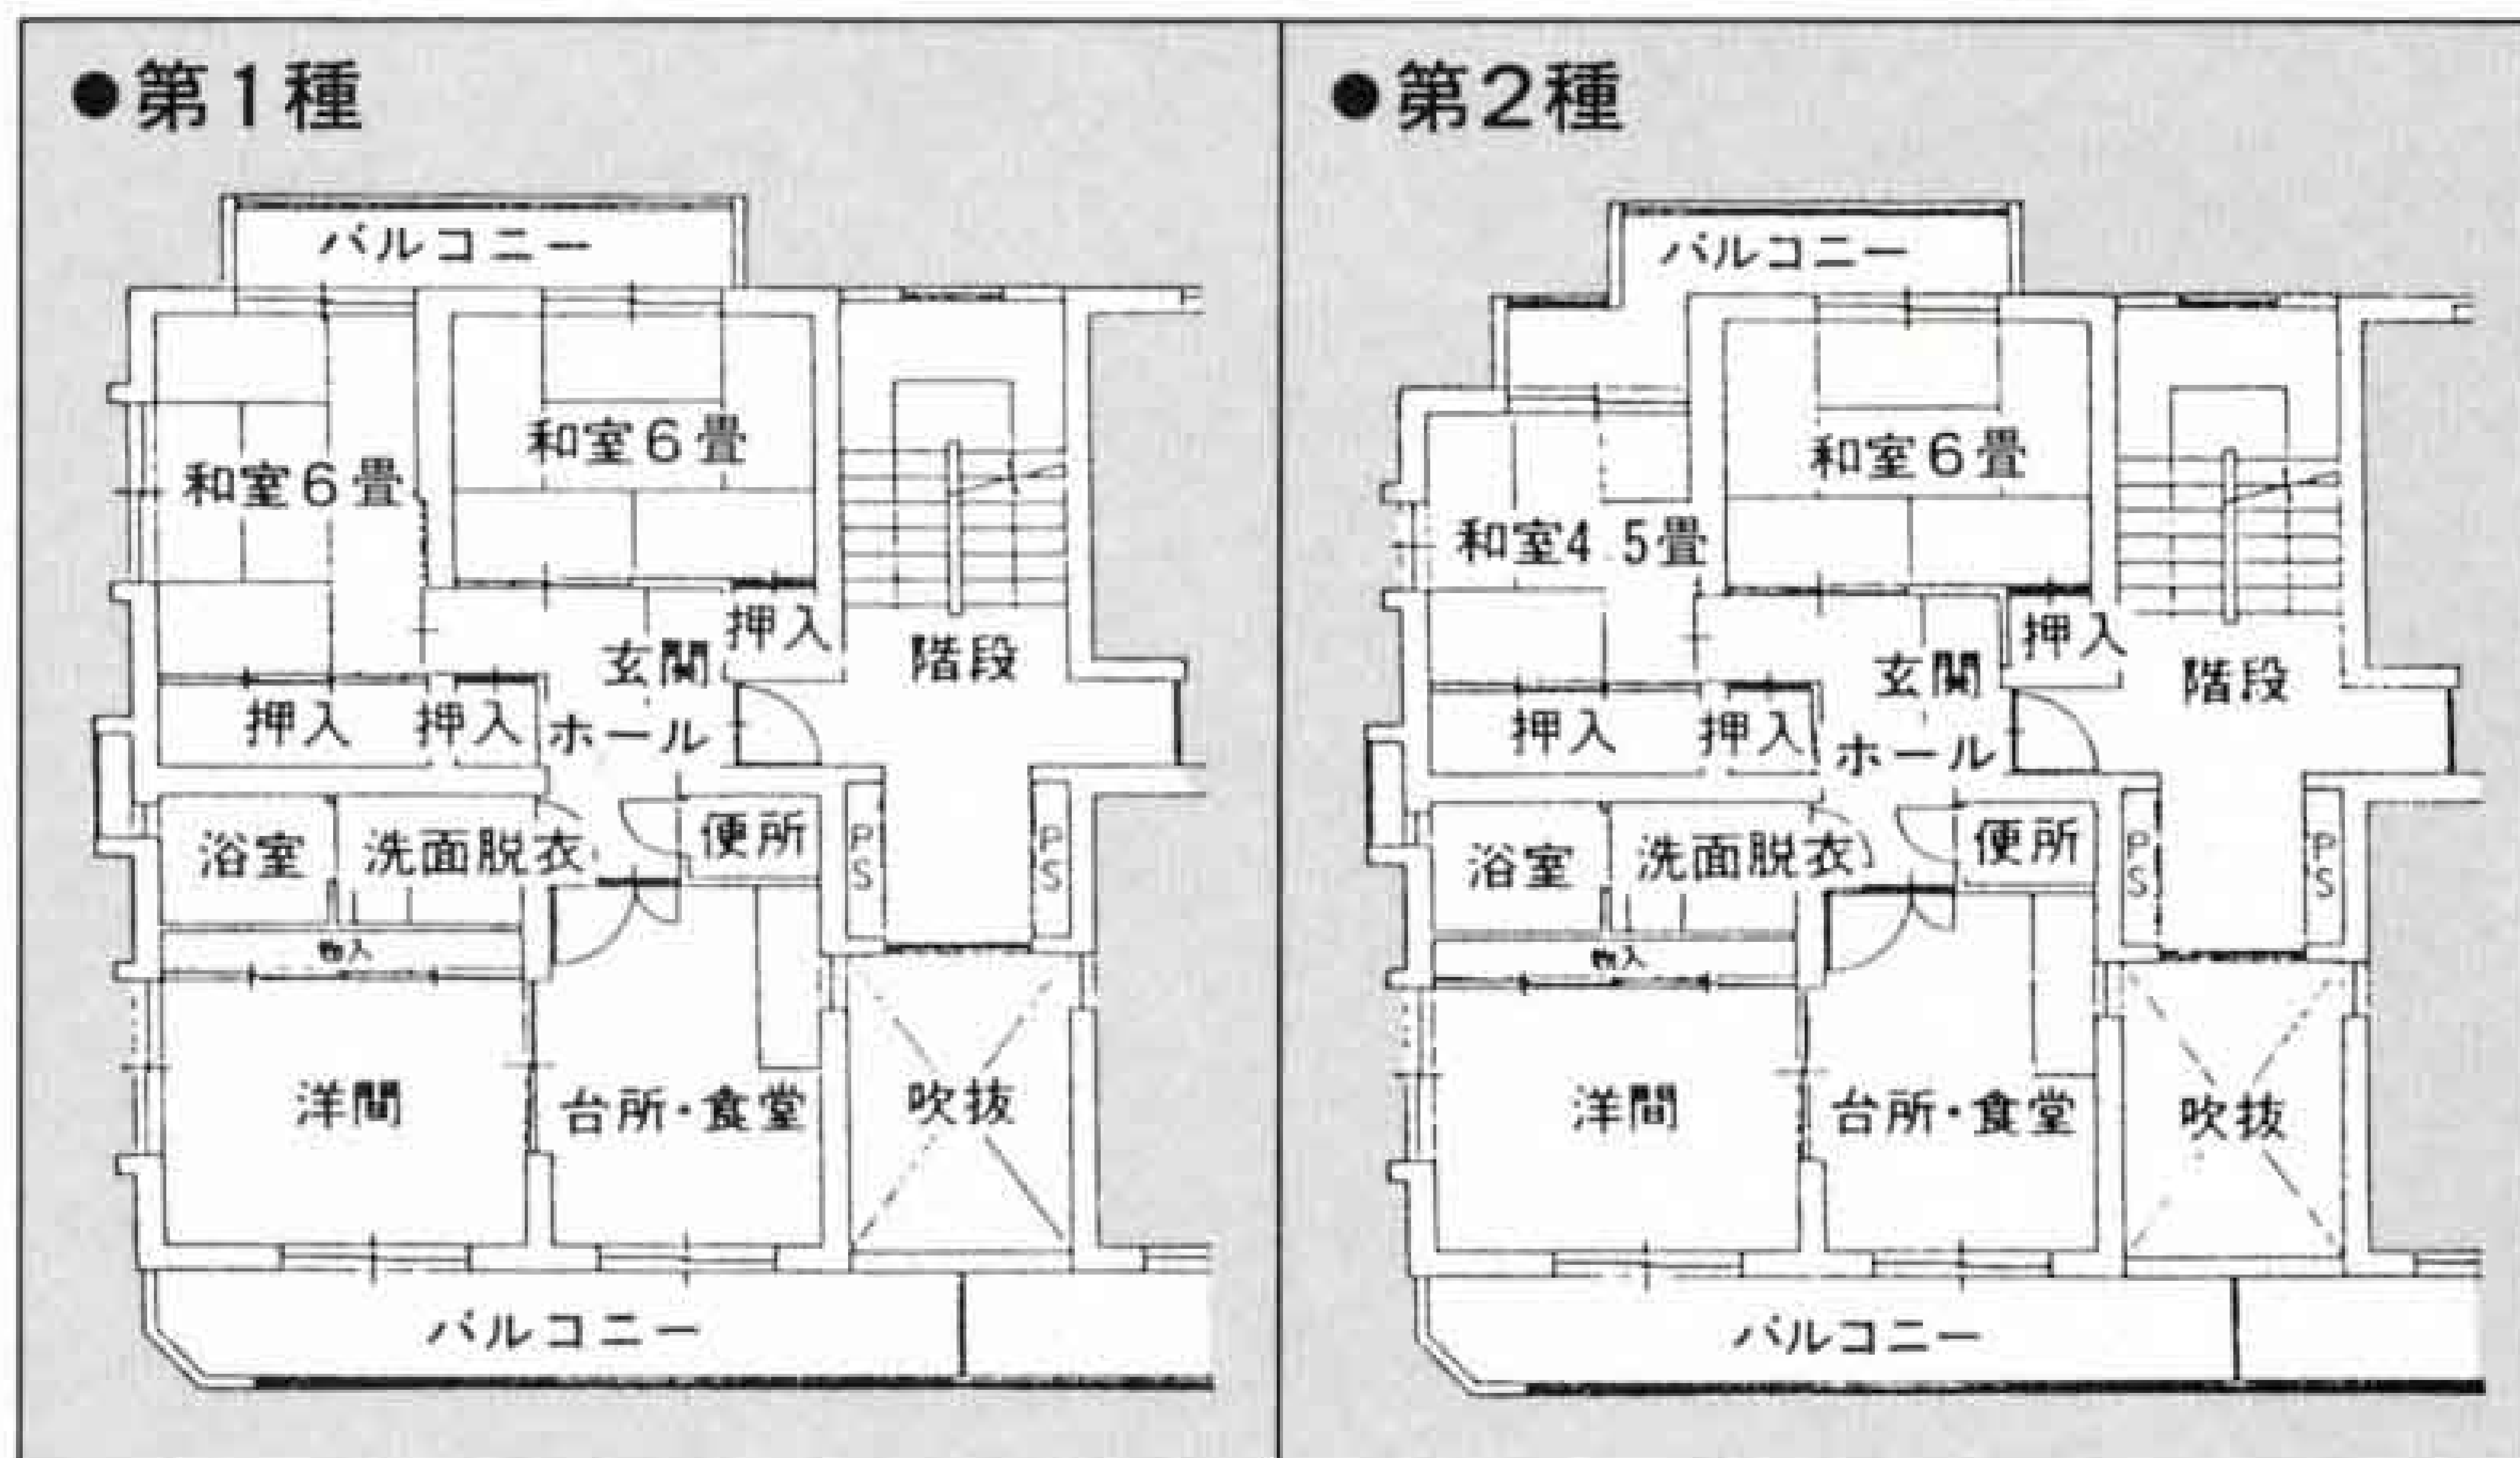 ●第1種
バルコニー
和室6畳
和室6畳
押入
玄関
階段
押入
押入
ホール
浴室
洗面脱衣
便所
PS
PS
物入
洋間
台所・食堂
吹抜
バルコニー
●第2種
バルコニー
和室6畳
和室4.5畳
押入
玄関
階段
押入
押入
ホール
浴室
洗面脱衣
便所
PS
PS
物入
洋間
台所・食堂
吹抜
バルコニー